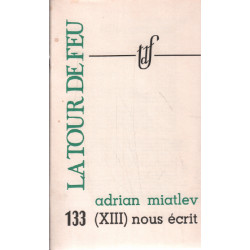 LA TOUR DE FEU
tdf
adrian miatlev
133 (XIII) nous écrit